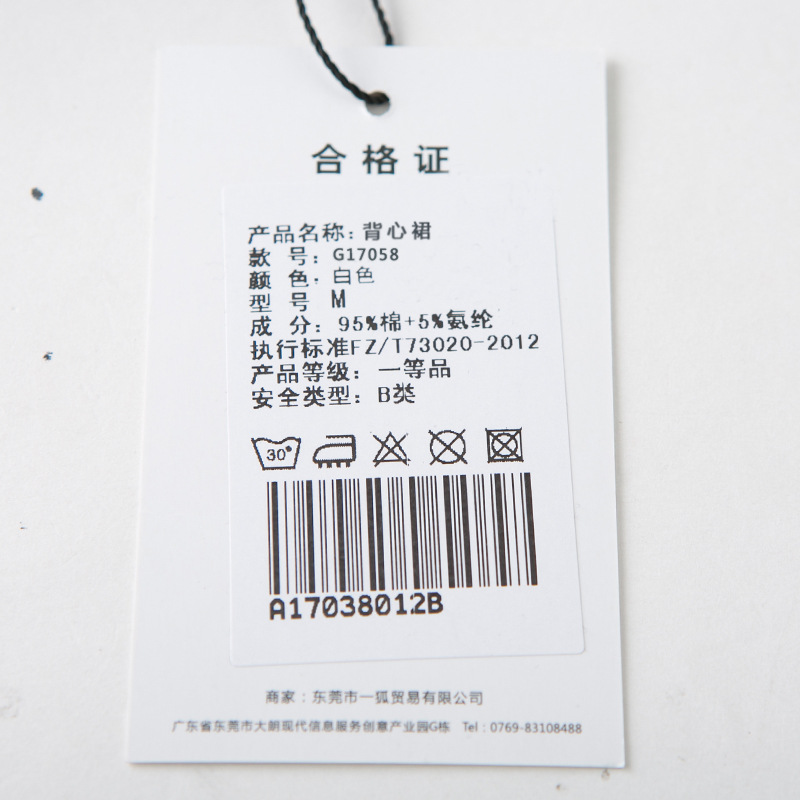 合格证
产品名称：背心裙
款 号：G17058
颜 色：白色
型 号 M
成 分：95%棉+5%氨纶
执行标准FZ/T73020-2012
产品等级：一等品
安全类型：B类
30°
A17038012B
商家：东莞市一狐贸易有限公司
广东省东莞市大朗现代信息服务创意产业园G栋 Tel：0769-83108488